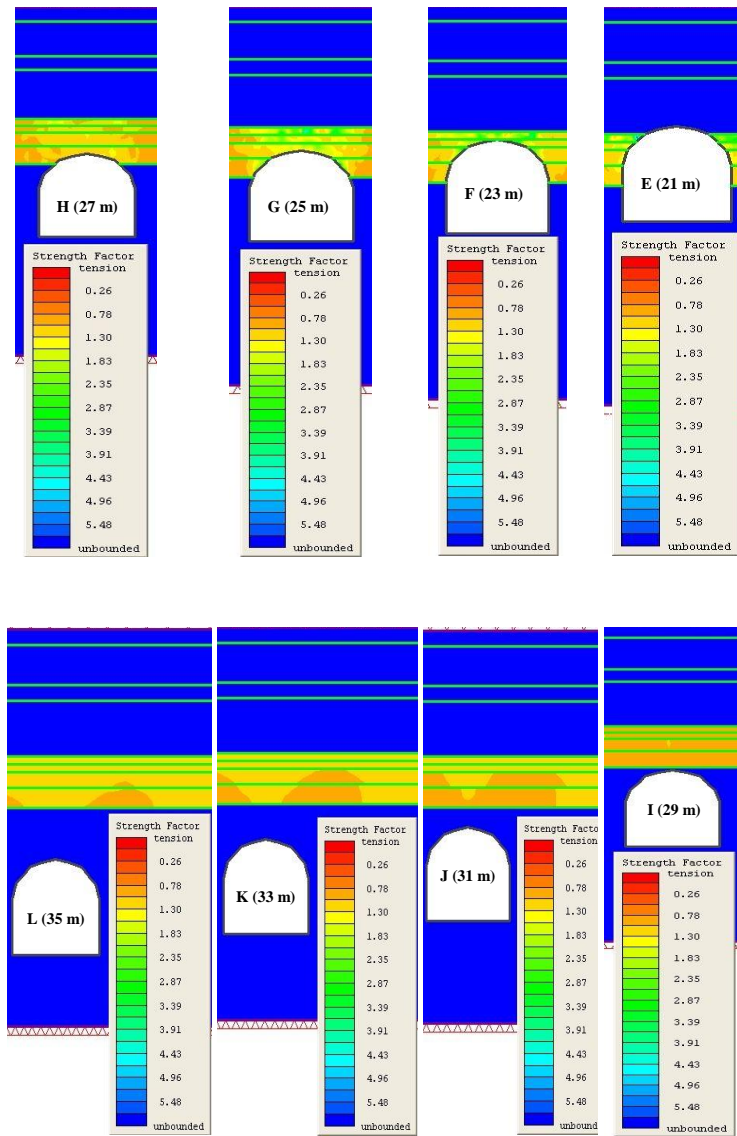 H (27 m)
G (25 m)
F (23 m)
E (21 m)
Strength Factor
tension
0.26
0.78
1.30
1.83
2.35
2.87
3.39
3.91
4.43
4.96
5.48
unbounded
Strength Factor
tension
0.26
0.78
1.30
1.83
2.35
2.87
3.39
3.91
4.43
4.96
5.48
unbounded
Strength Factor
tension
0.26
0.78
1.30
1.83
2.35
2.87
3.39
3.91
4.43
4.96
5.48
unbounded
Strength Factor
tension
0.26
0.78
1.30
1.83
2.35
2.87
3.39
3.91
4.43
4.96
5.48
unbounded
L (35 m)
K (33 m)
J (31 m)
I (29 m)
Strength Factor
tension
0.26
0.78
1.30
1.83
2.35
2.87
3.39
3.91
4.43
4.96
5.48
unbounded
Strength Factor
tension
0.26
0.78
1.30
1.83
2.35
2.87
3.39
3.91
4.43
4.96
5.48
unbounded
Strength Facto
tension
0.26
0.78
1.30
1.83
2.35
2.87
3.39
3.91
4.43
4.96
5.48
unbound
Strength Factor
tension
0.26
0.78
1.30
1.83
2.35
2.87
3.39
3.91
4.43
4.96
5.48
unbounded